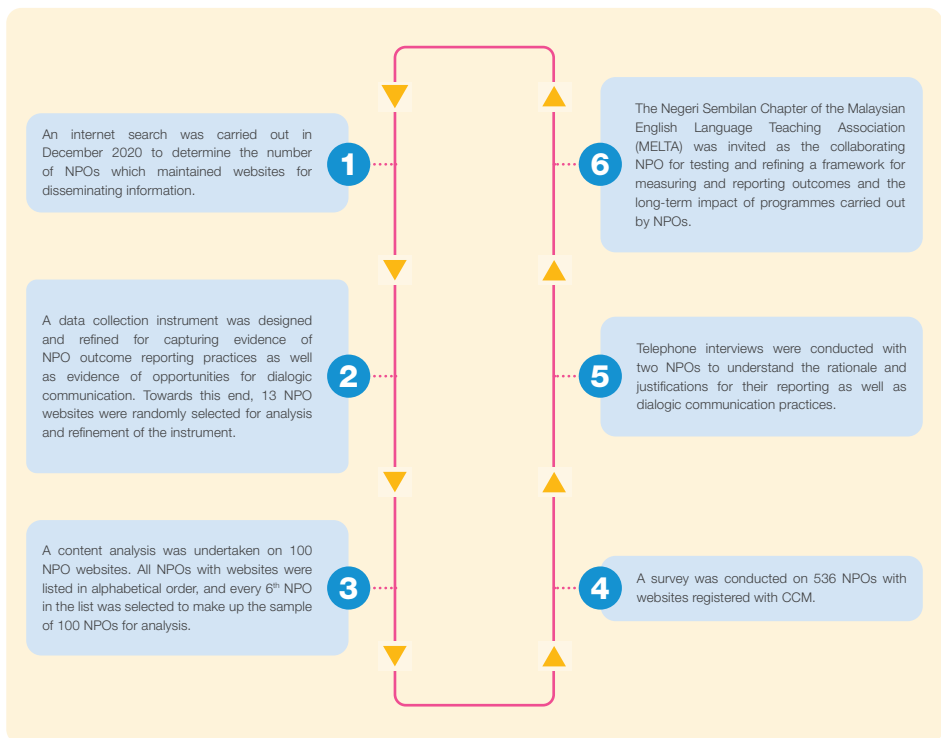 1
An internet search was carried out in
December 2020 to determine the number
of NPOs which maintained websites for
disseminating information.
2
A data collection instrument was designed
and refined for capturing evidence of
NPO outcome reporting practices as well
as evidence of opportunities for dialogic
communication. Towards this end, 13 NPO
websites were randomly selected for analysis
and refinement of the instrument.
3
A content analysis was undertaken on 100
NPO websites. All NPOs with websites were
listed in alphabetical order, and every 6th NPO
in the list was selected to make up the sample
of 100 NPOs for analysis.
4
A survey was conducted on 536 NPOs with
websites registered with CCM.
5
Telephone interviews were conducted with
two NPOs to understand the rationale and
justifications for their reporting as well as
dialogic communication practices.
6
The Negeri Sembilan Chapter of the Malaysian
English Language Teaching Association
(MELTA) was invited as the collaborating
NPO for testing and refining a framework for
measuring and reporting outcomes and the
long-term impact of programmes carried out
by NPOs.